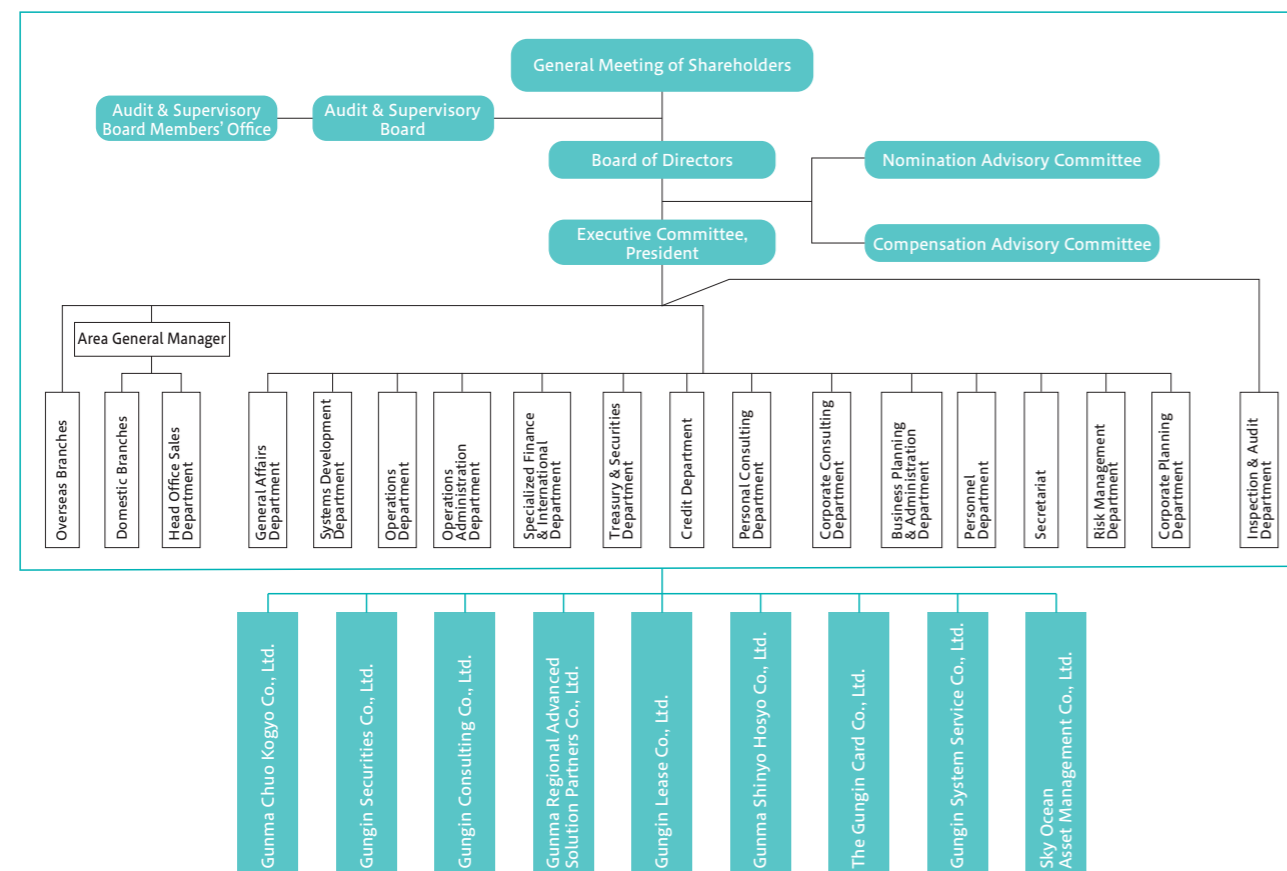 General Meeting of Shareholders
Audit & Supervisory
Board Members’ Office
Audit & Supervisory
Board
Board of Directors
Nomination Advisory Committee
Executive Committee,
President
Compensation Advisory Committee
Area General Manager
Overseas Branches
Domestic Branches
Head Office Sales
Department
General Affairs
Department
Systems Development
Department
Operations
Department
Operations
Administration
Department
Specialized Finance
& International
Department
Treasury & Securities
Department
Credit Department
Personal Consulting
Department
Corporate Consulting
Department
Business Planning
& Administration
Department
Personnel
Department
Secretariat
Risk Management
Department
Corporate Planning
Department
Inspection & Audit
Department
Gunma Chuo Kogyo Co., Ltd.
Gungin Securities Co., Ltd.
Gungin Consulting Co., Ltd.
Gunma Regional Advanced
Solution Partners Co., Ltd.
Gungin Lease Co., Ltd.
Gunma Shinyo Hosyo Co., Ltd.
The Gungin Card Co., Ltd.
Gungin System Service Co., Ltd.
Sky Ocean
Asset Management Co., Ltd.